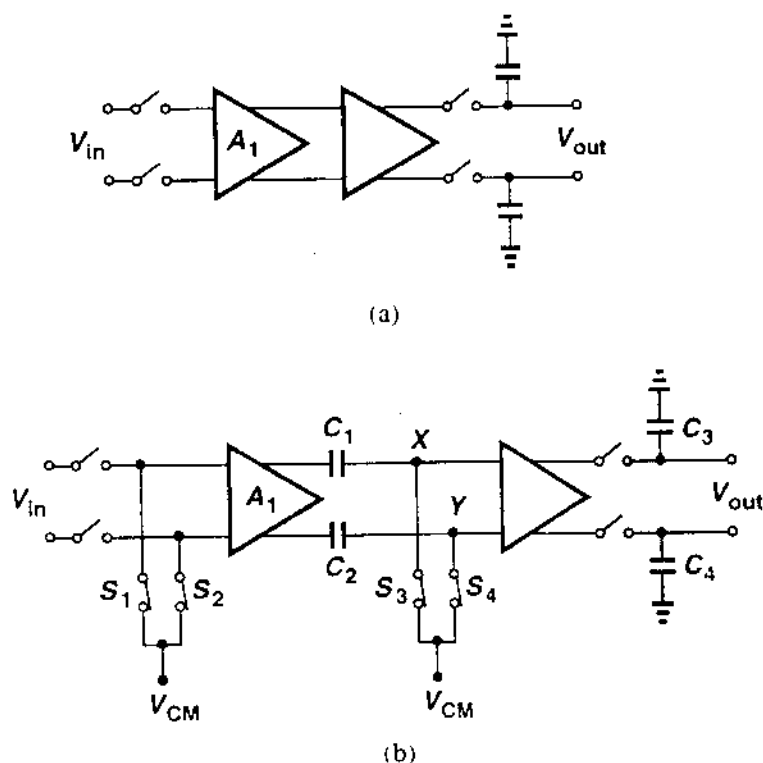 V_in
A_1
V_out
(a)
C_1
X
C_3
V_in
A_1
Y
V_out
C_2
S_1
S_2
S_3
S_4
C_4
V_CM
V_CM
(b)